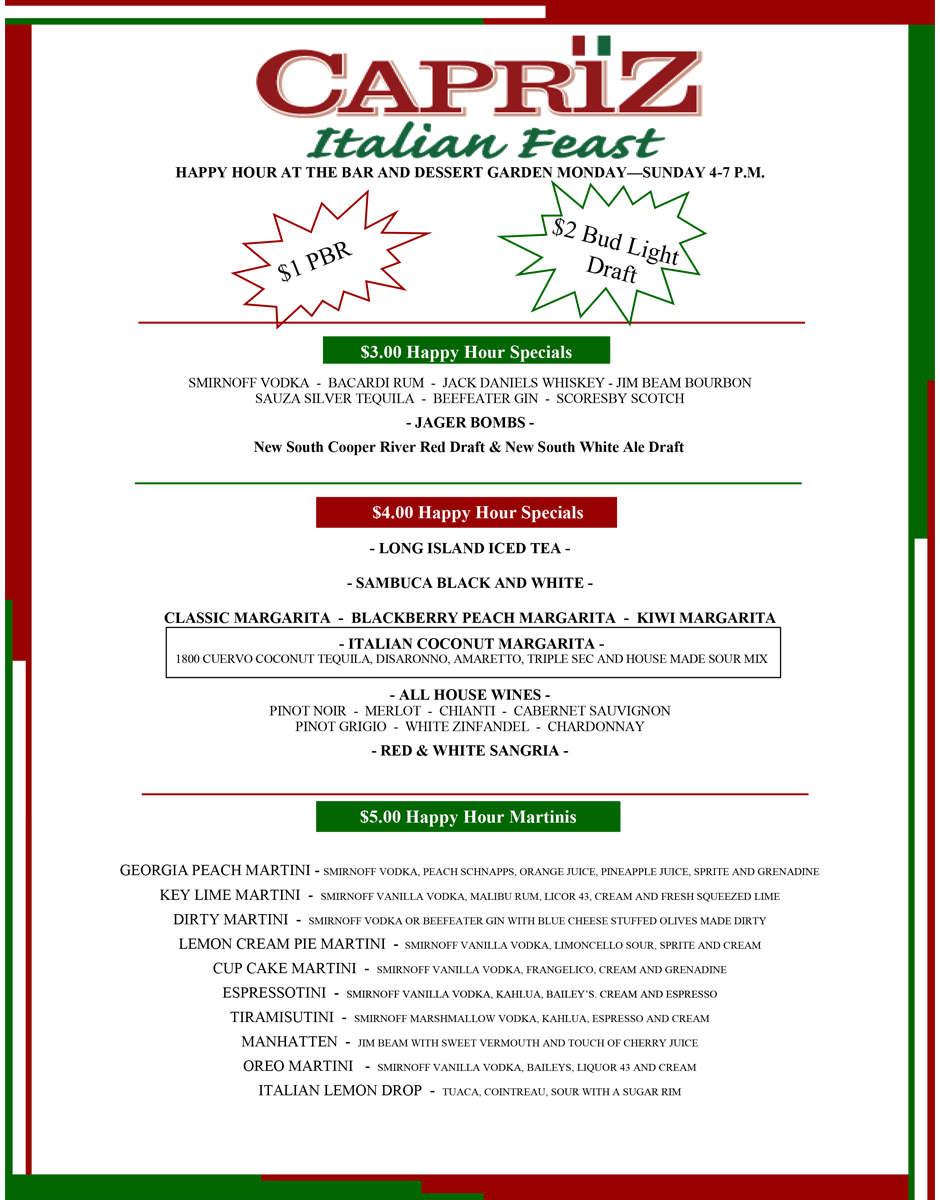 CAPRIZ
Italian Feast
HAPPY HOUR AT THE BAR AND DESSERT GARDEN MONDAY—SUNDAY 4-7 P.M.
$1 PBR
$2 Bud Light
Draft
$3.00 Happy Hour Specials
SMIRNOFF VODKA - BACARDI RUM - JACK DANIELS WHISKEY - JIM BEAM BOURBON
SAUZA SILVER TEQUILA - BEEFEATER GIN - SCORESBY SCOTCH
- JAGER BOMBS -
New South Cooper River Red Draft & New South White Ale Draft
$4.00 Happy Hour Specials
- LONG ISLAND ICED TEA -
- SAMBUCA BLACK AND WHITE -
CLASSIC MARGARITA - BLACKBERRY PEACH MARGARITA - KIWI MARGARITA
- ITALIAN COCONUT MARGARITA -
1800 CUERVO COCONUT TEQUILA, DISARONNO, AMARETTO, TRIPLE SEC AND HOUSE MADE SOUR MIX
- ALL HOUSE WINES -
PINOT NOIR - MERLOT - CHIANTI - CABERNET SAUVIGNON
PINOT GRIGIO - WHITE ZINFANDEL - CHARDONNAY
- RED & WHITE SANGRIA -
$5.00 Happy Hour Martinis
GEORGIA PEACH MARTINI - SMIRNOFF VODKA, PEACH SCHNAPPS, ORANGE JUICE, PINEAPPLE JUICE, SPRITE AND GRENADINE
KEY LIME MARTINI - SMIRNOFF VANILLA VODKA, MALIBU RUM, LICOR 43, CREAM AND FRESH SQUEEZED LIME
DIRTY MARTINI - SMIRNOFF VODKA OR BEEFEATER GIN WITH BLUE CHEESE STUFFED OLIVES MADE DIRTY
LEMON CREAM PIE MARTINI - SMIRNOFF VANILLA VODKA, LIMONCELLO SOUR, SPRITE AND CREAM
CUP CAKE MARTINI - SMIRNOFF VANILLA VODKA, FRANGELICO, CREAM AND GRENADINE
ESPRESSOTINI - SMIRNOFF VANILLA VODKA, KAHLUA, BAILEY'S. CREAM AND ESPRESSO
TIRAMISUTINI - SMIRNOFF MARSHMALLOW VODKA, KAHLUA, ESPRESSO AND CREAM
MANHATTEN - JIM BEAM WITH SWEET VERMOUTH AND TOUCH OF CHERRY JUICE
OREO MARTINI - SMIRNOFF VANILLA VODKA, BAILEYS, LIQUOR 43 AND CREAM
ITALIAN LEMON DROP - TUACA, COINTREAU, SOUR WITH A SUGAR RIM